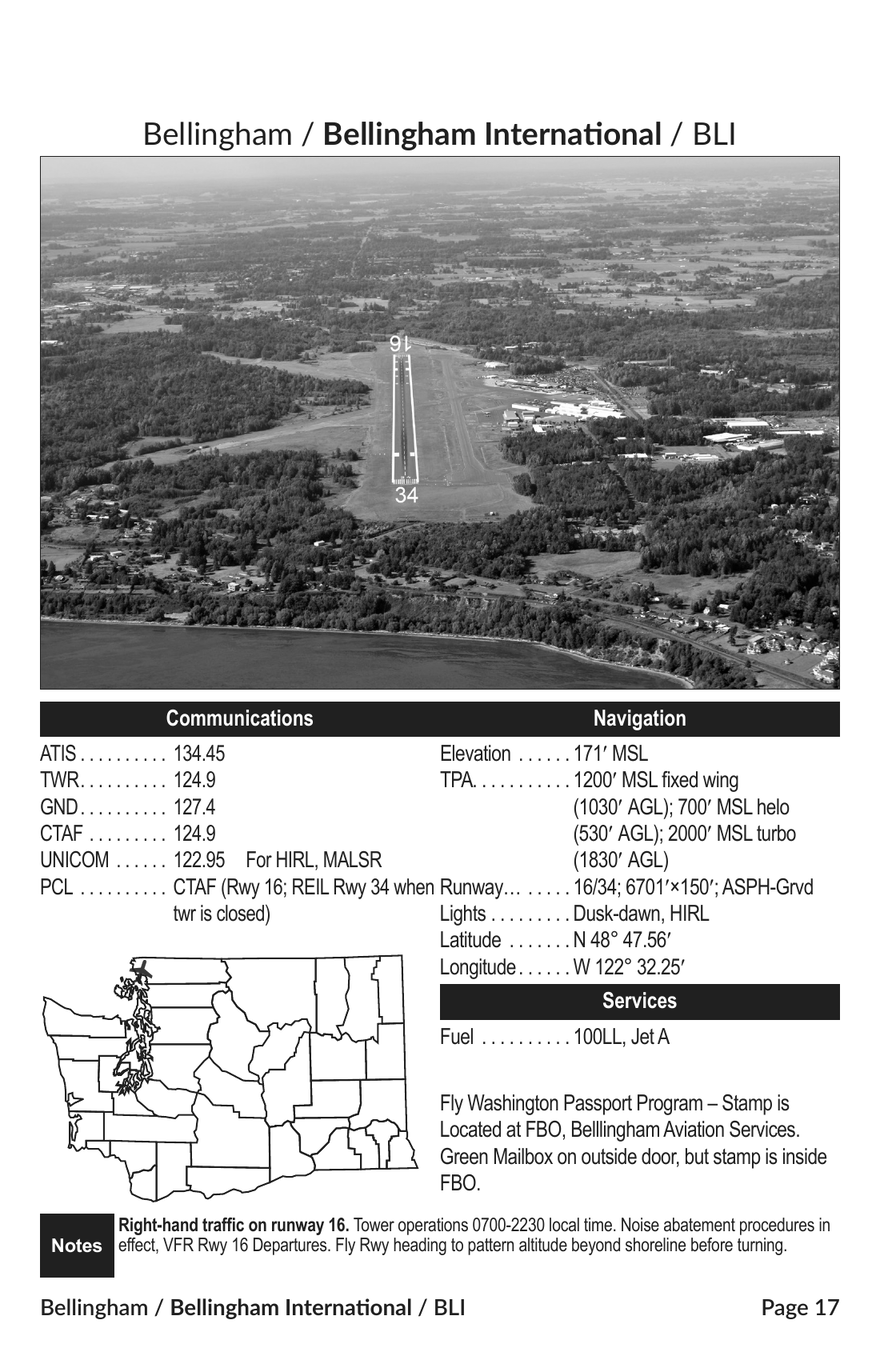 Bellingham / Bellingham International / BLI
16
34
Communications
ATIS . . . . . . . . . . 134.45
TWR. . . . . . . . . . 124.9
GND. . . . . . . . . . 127.4
CTAF . . . . . . . . . 124.9
UNICOM . . . . . . 122.95 For HIRL, MALSR
PCL . . . . . . . . . . CTAF (Rwy 16; REIL Rwy 34 when
twr is closed)
Navigation
Elevation . . . . . . 171′ MSL
TPA. . . . . . . . . . . 1200′ MSL fixed wing
(1030′ AGL); 700′ MSL helo
(530′ AGL); 2000′ MSL turbo
(1830′ AGL)
Runway… . . . . . 16/34; 6701′×150′; ASPH-Grvd
Lights . . . . . . . . . Dusk-dawn, HIRL
Latitude . . . . . . . N 48° 47.56′
Longitude. . . . . . W 122° 32.25′
Services
Fuel . . . . . . . . . . 100LL, Jet A
Fly Washington Passport Program – Stamp is
Located at FBO, Belllingham Aviation Services.
Green Mailbox on outside door, but stamp is inside
FBO.
Notes
Right-hand traffic on runway 16. Tower operations 0700-2230 local time. Noise abatement procedures in
effect, VFR Rwy 16 Departures. Fly Rwy heading to pattern altitude beyond shoreline before turning.
Bellingham / Bellingham International / BLI Page 17